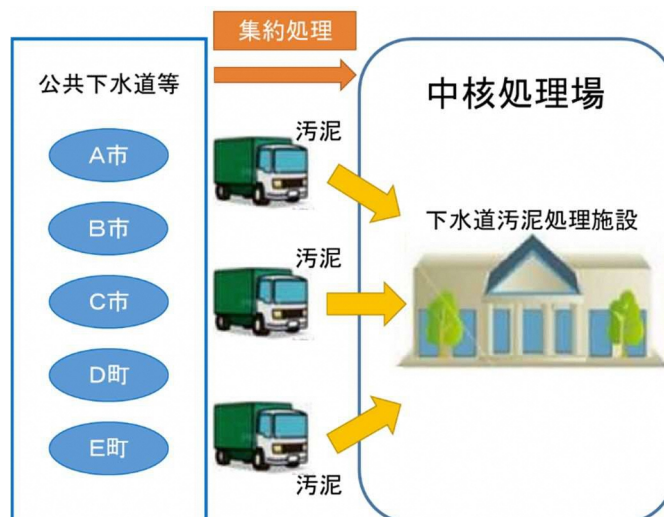 集約処理
公共下水道等
A市
B市
C市
D町
E町
汚泥
汚泥
汚泥
中核処理場
下水道汚泥処理施設